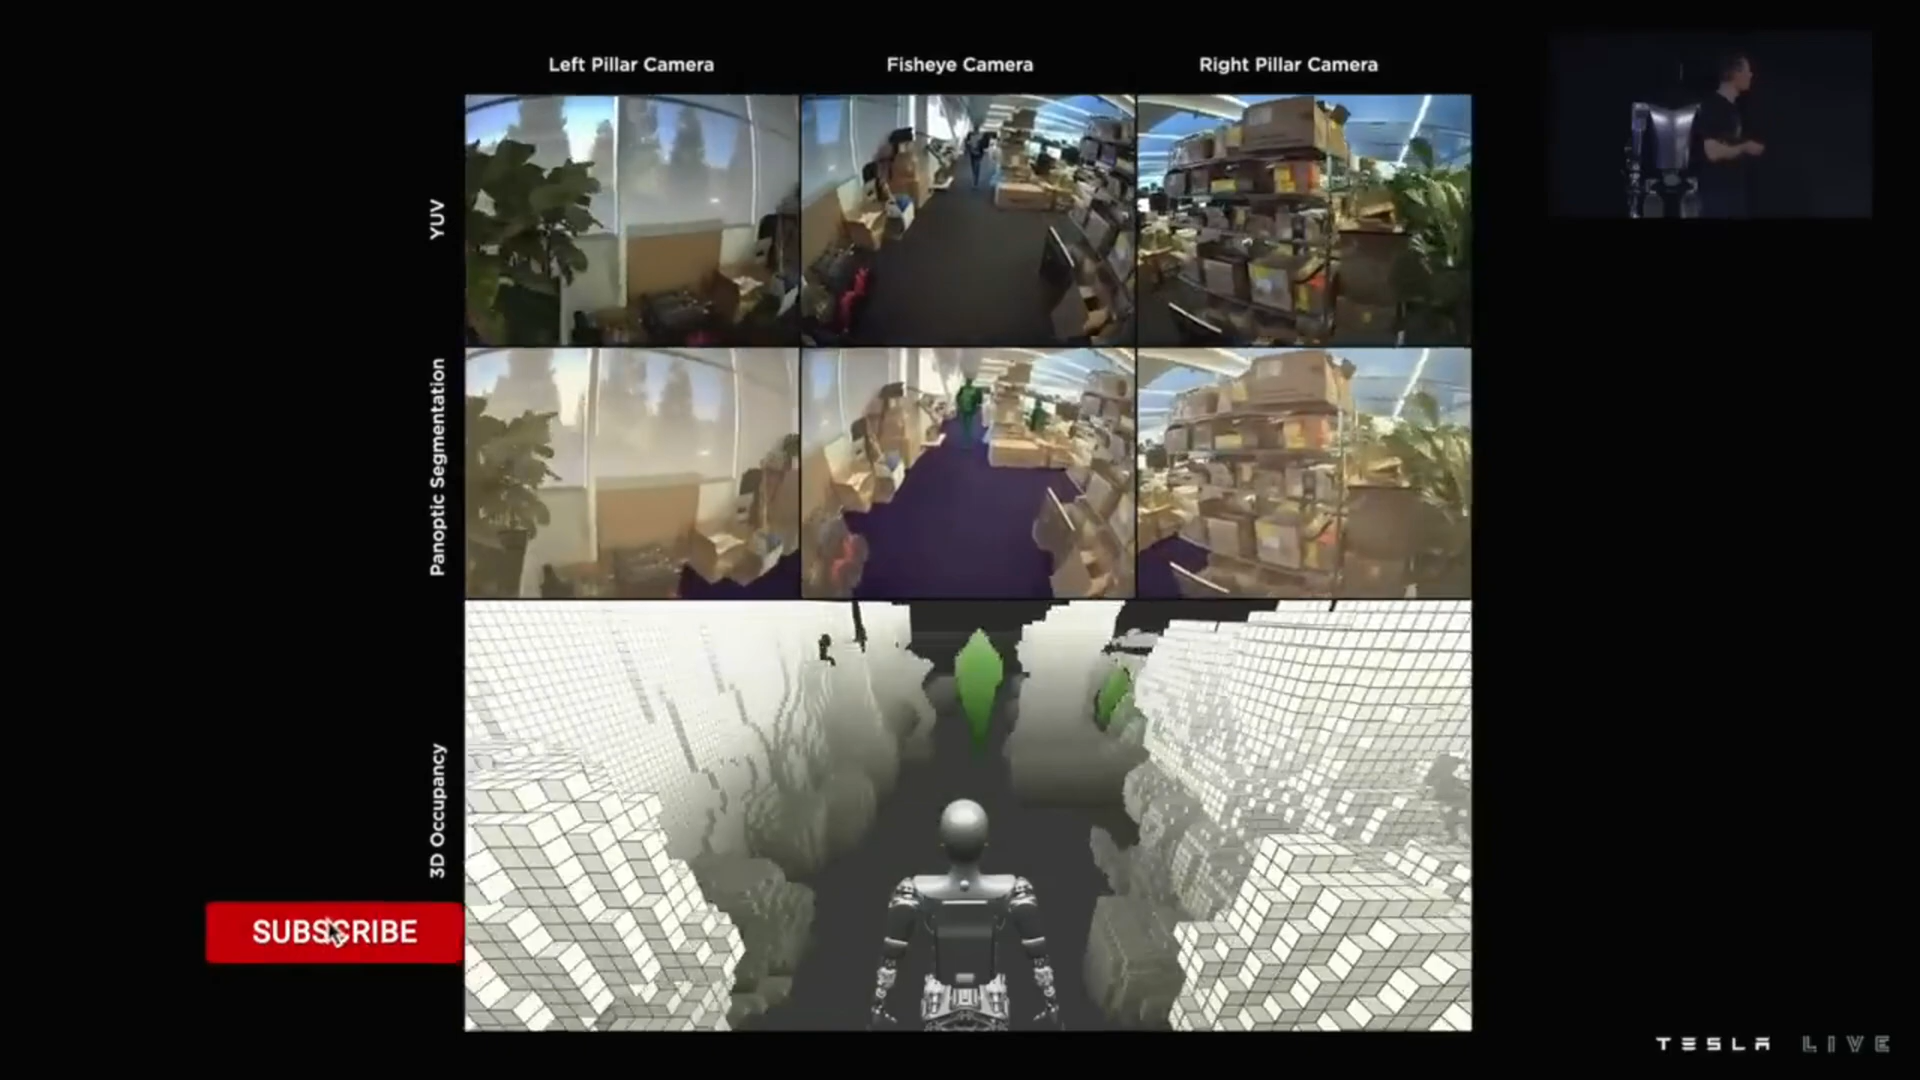 Left Pillar Camera
Fisheye Camera
Right Pillar Camera
YUV
Panoptic Segmentation
3D Occupancy
SUBSCRIBE
TESLA LIVE